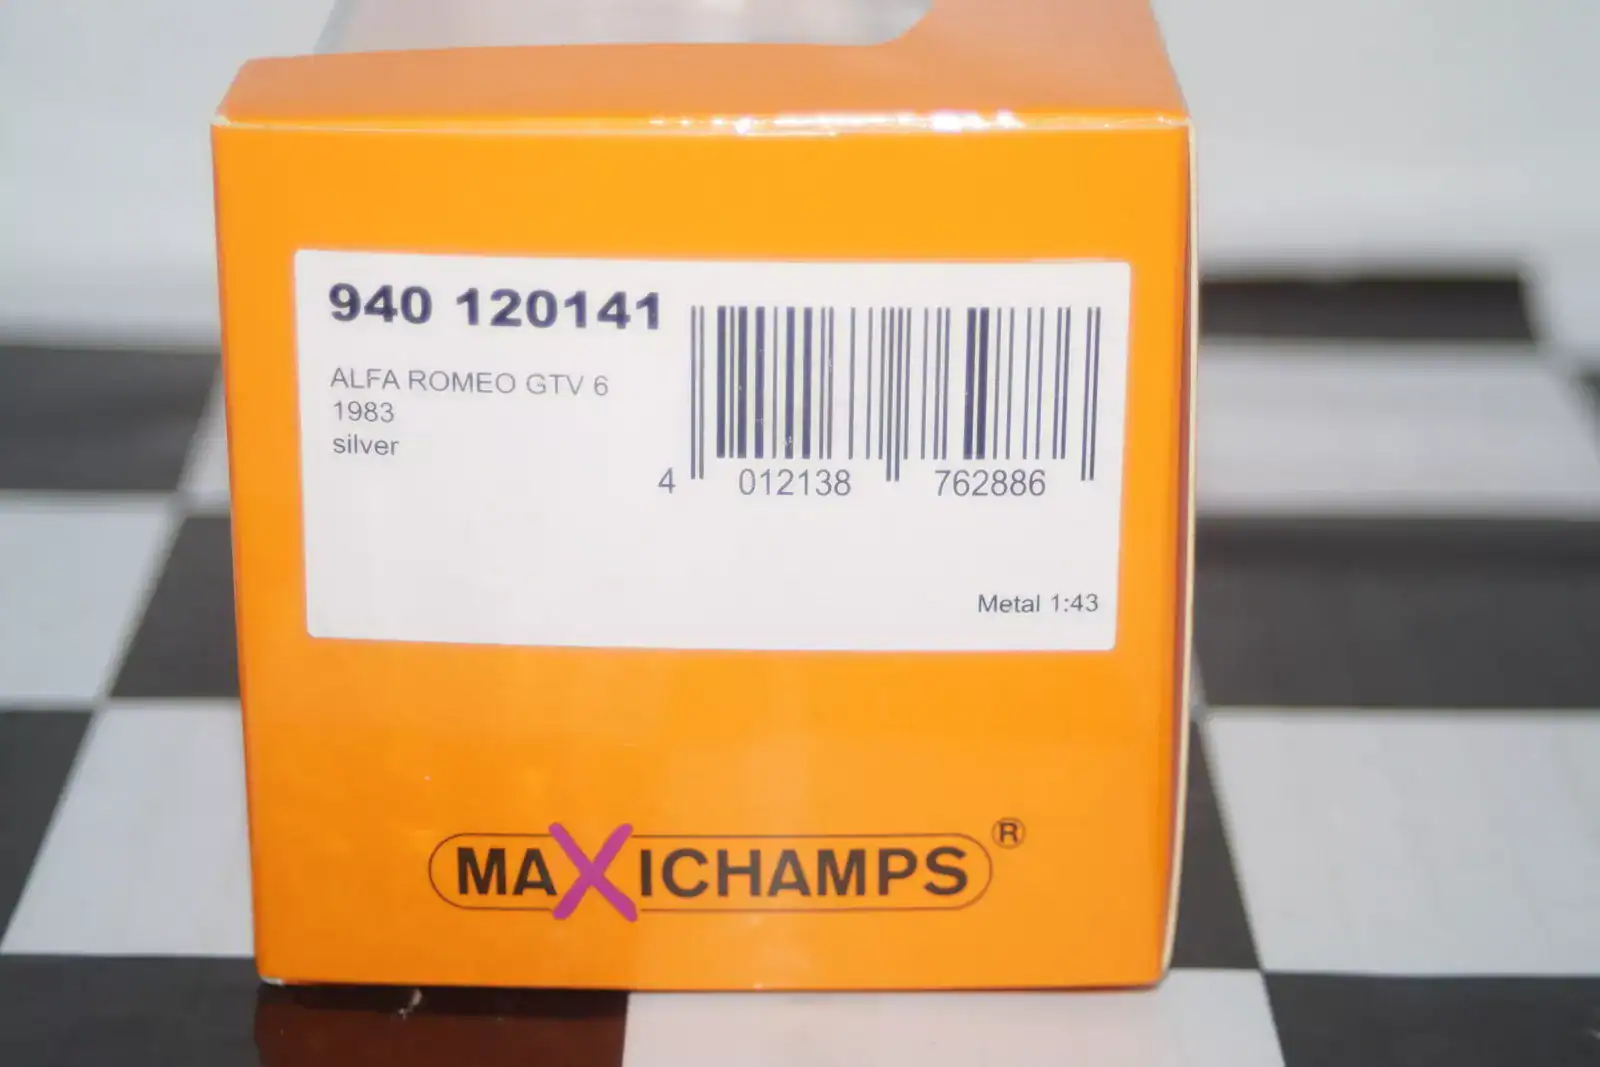 940 120141
ALFA ROMEO GTV 6
1983
silver
4 012138 762886
Metal 1:43
MAXICHAMPS®